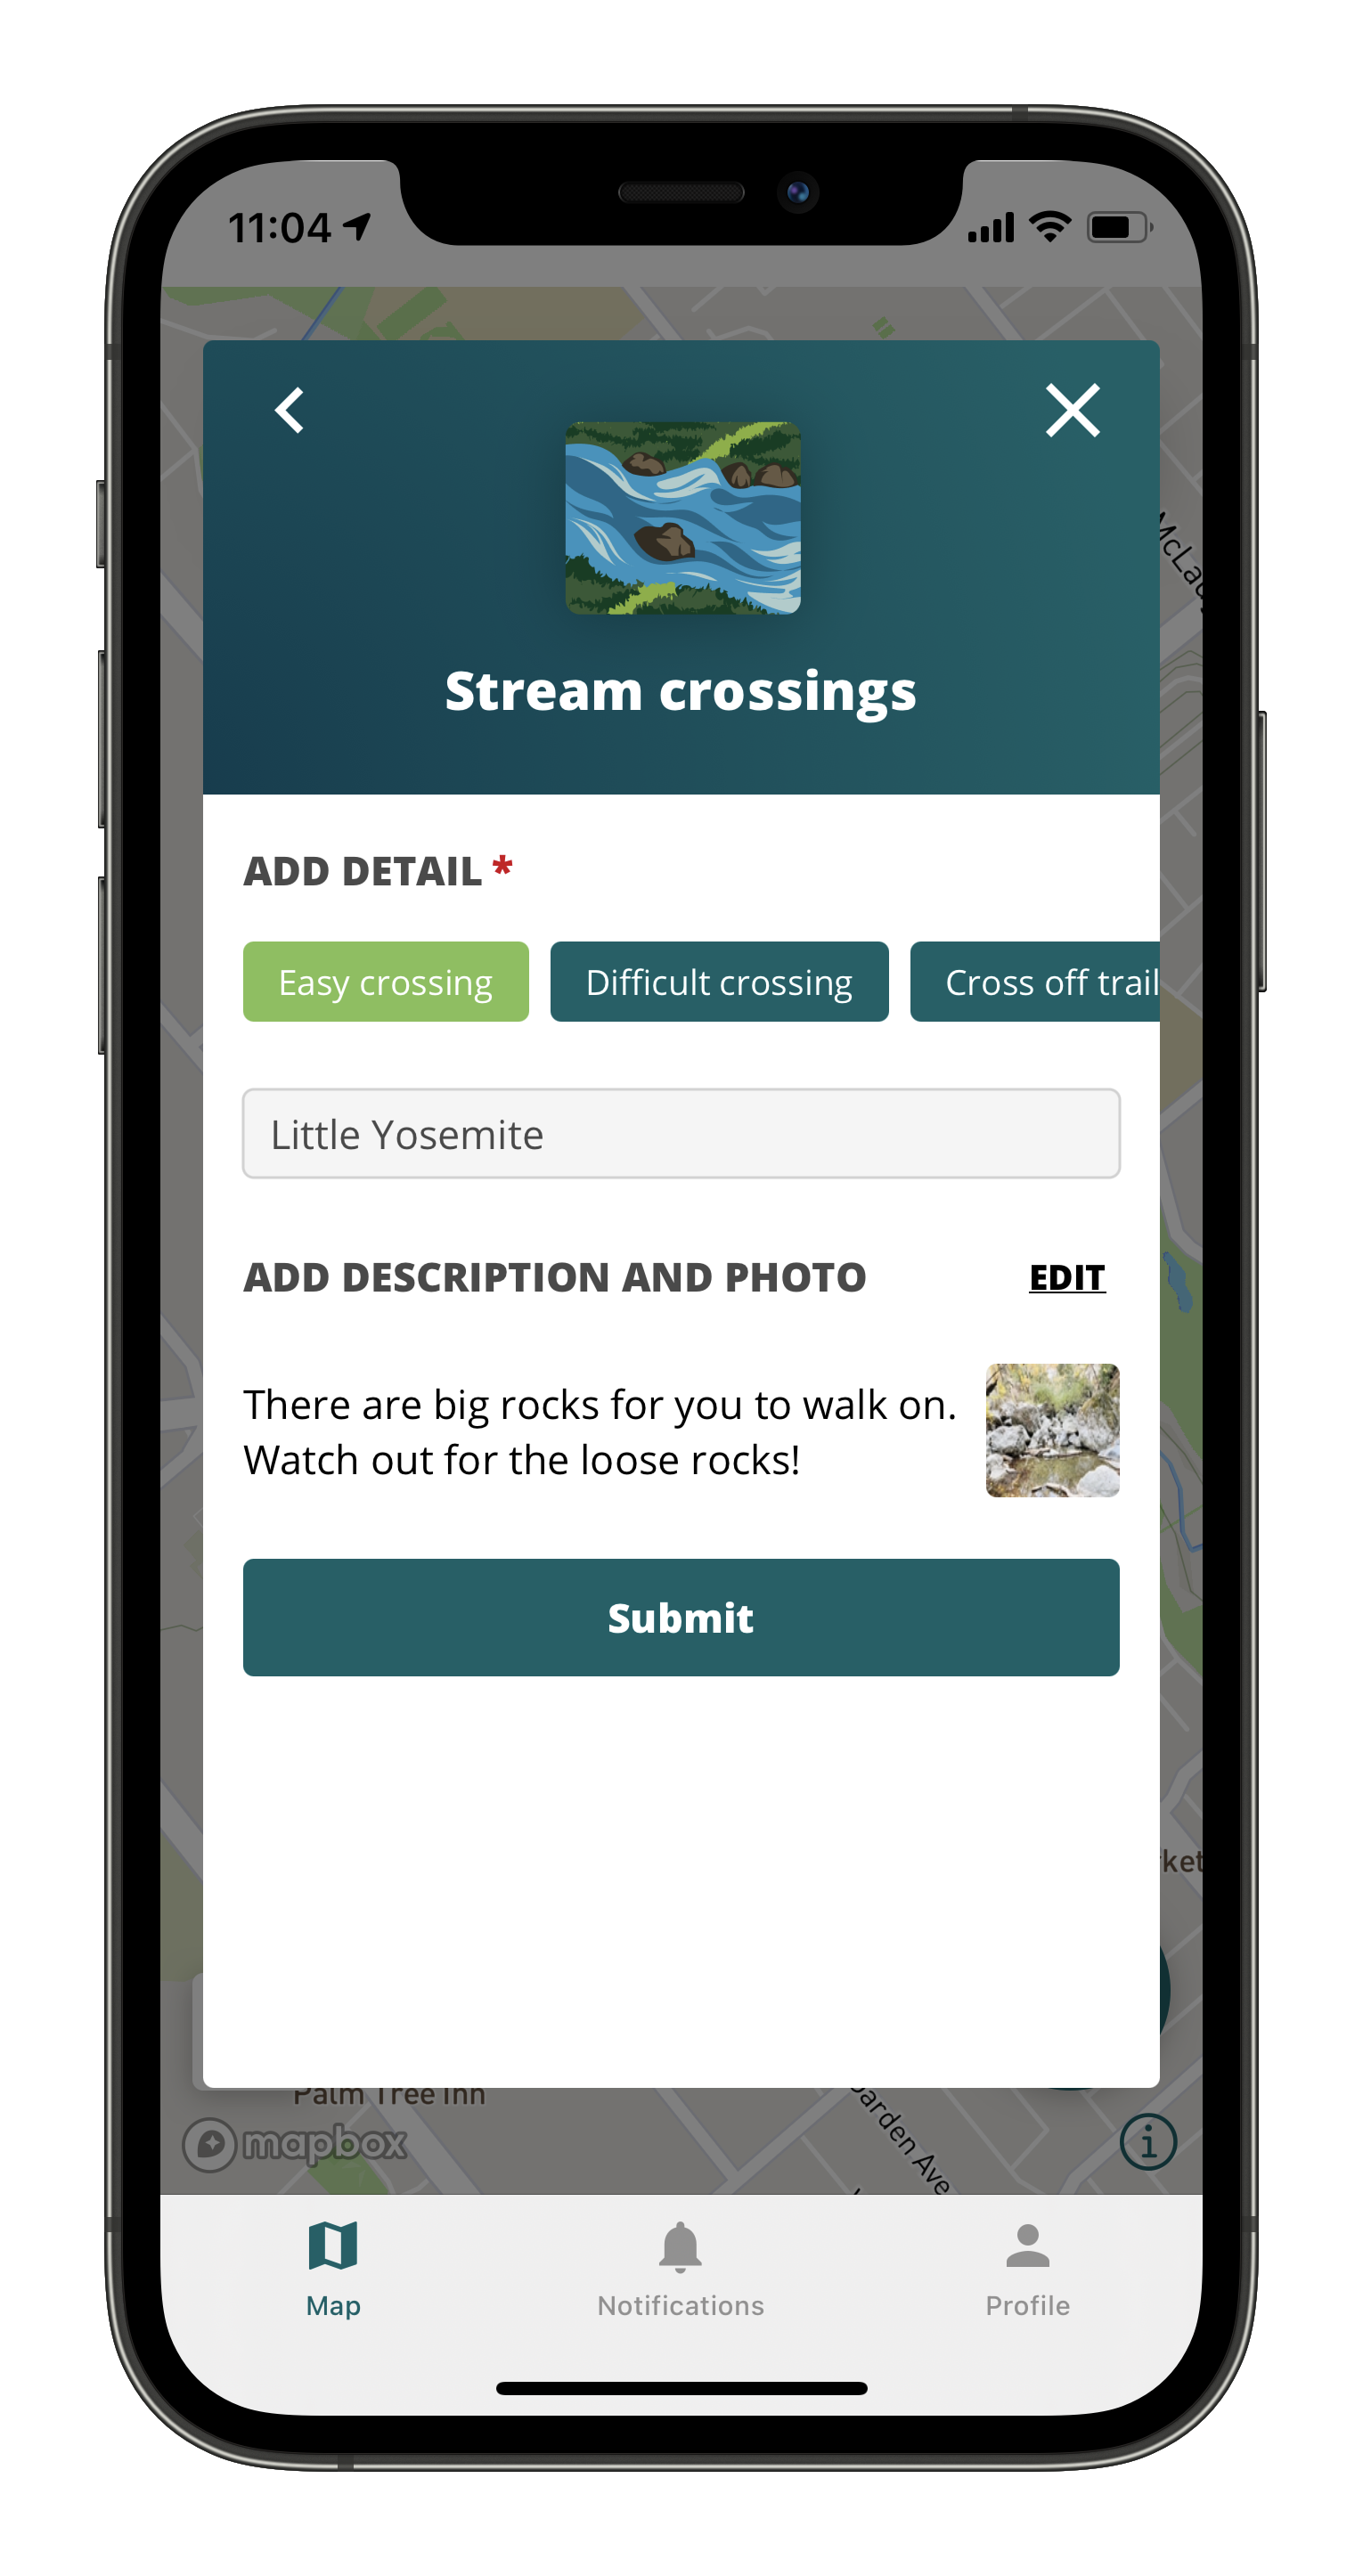 11:04
McLa
Stream crossings
ADD DETAIL *
Easy crossing
Difficult crossing
Cross off trail
Little Yosemite
ADD DESCRIPTION AND PHOTO
EDIT
There are big rocks for you to walk on.
Watch out for the loose rocks!
Submit
rket
Palm Tree Inn
arden Ave
mapbox
Map
Notifications
Profile